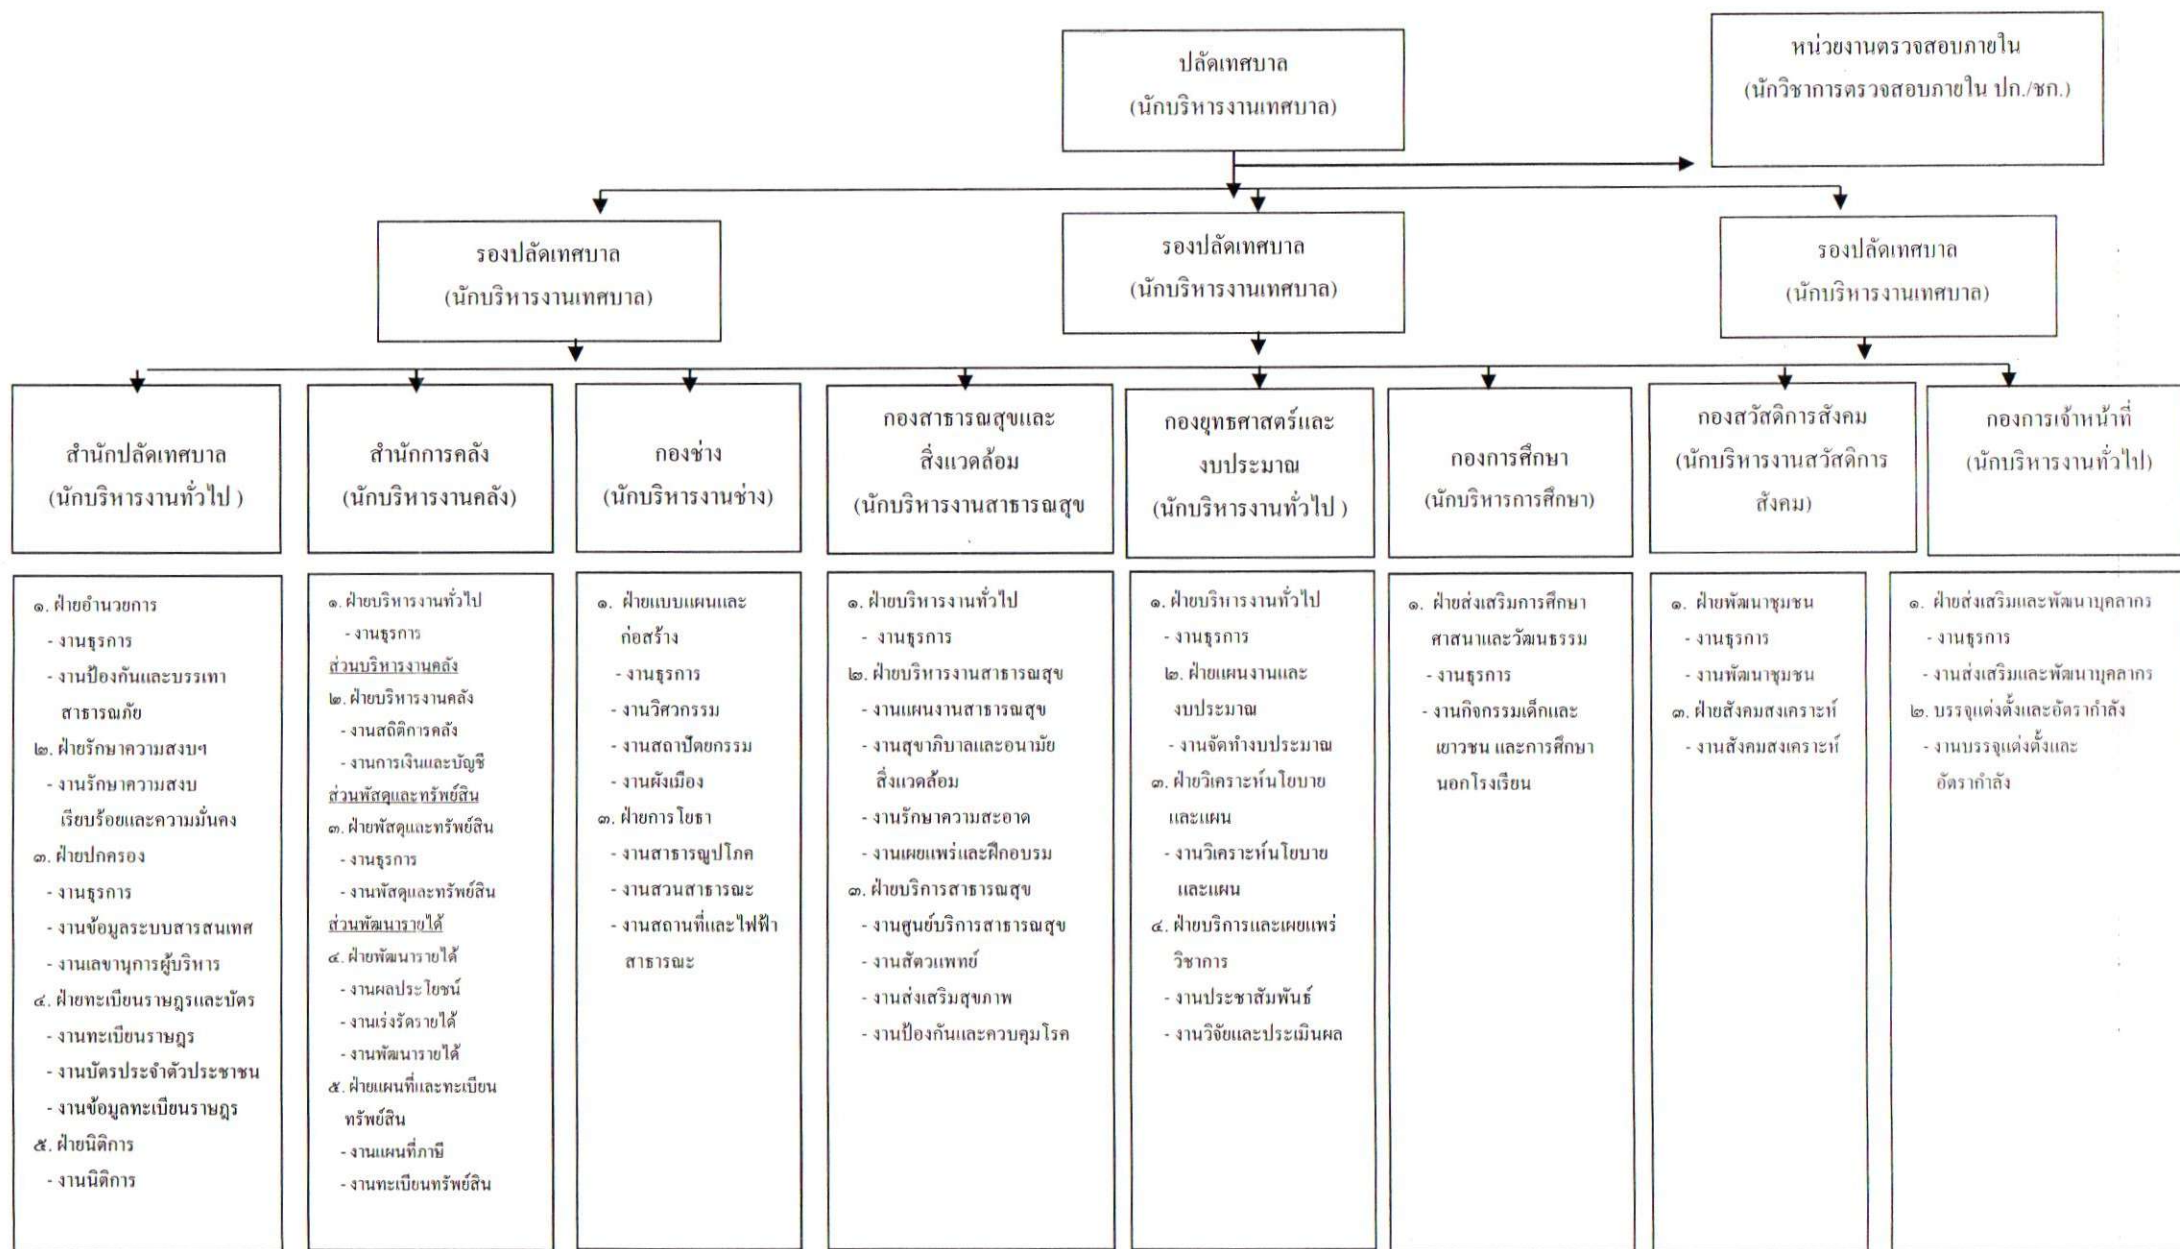 ปลัดเทศบาล
(นักบริหารงานเทศบาล)
หน่วยงานตรวจสอบภายใน
(นักวิชาการตรวจสอบภายใน ปก./ชก.)
รองปลัดเทศบาล
(นักบริหารงานเทศบาล)
รองปลัดเทศบาล
(นักบริหารงานเทศบาล)
รองปลัดเทศบาล
(นักบริหารงานเทศบาล)
สำนักปลัดเทศบาล
(นักบริหารงานทั่วไป )
สำนักการคลัง
(นักบริหารงานคลัง)
กองช่าง
(นักบริหารงานช่าง)
กองสาธารณสุขและ
สิ่งแวดล้อม
(นักบริหารงานสาธารณสุข
กองยุทธศาสตร์และ
งบประมาณ
(นักบริหารงานทั่วไป )
กองการศึกษา
(นักบริหารการศึกษา)
กองสวัสดิการสังคม
(นักบริหารงานสวัสดิการ
สังคม)
กองการเจ้าหน้าที่
(นักบริหารงานทั่วไป)
๑. ฝ่ายอำนวยการ
- งานธุรการ
- งานป้องกันและบรรเทา
สาธารณภัย
๒. ฝ่ายรักษาความสงบฯ
- งานรักษาความสงบ
เรียบร้อยและความมั่นคง
๓. ฝ่ายปกครอง
- งานธุรการ
- งานข้อมูลระบบสารสนเทศ
- งานเลขานุการผู้บริหาร
๔. ฝ่ายทะเบียนราษฎรและบัตร
- งานทะเบียนราษฎร
- งานบัตรประจำตัวประชาชน
- งานข้อมูลทะเบียนราษฎร
๕. ฝ่ายนิติการ
- งานนิติการ
๑. ฝ่ายบริหารงานทั่วไป
- งานธุรการ
ส่วนบริหารงานคลัง
๒. ฝ่ายบริหารงานคลัง
- งานสถิติการคลัง
- งานการเงินและบัญชี
ส่วนพัสดุและทรัพย์สิน
๓. ฝ่ายพัสดุและทรัพย์สิน
- งานธุรการ
- งานพัสดุและทรัพย์สิน
ส่วนพัฒนารายได้
๔. ฝ่ายพัฒนารายได้
- งานผลประโยชน์
- งานเร่งรัดรายได้
- งานพัฒนารายได้
๕. ฝ่ายแผนที่และทะเบียน
ทรัพย์สิน
- งานแผนที่ภาษี
- งานทะเบียนทรัพย์สิน
๑. ฝ่ายแบบแผนและ
ก่อสร้าง
- งานธุรการ
- งานวิศวกรรม
- งานสถาปัตยกรรม
- งานผังเมือง
๓. ฝ่ายการโยธา
- งานสาธารณูปโภค
- งานสวนสาธารณะ
- งานสถานที่และไฟฟ้า
สาธารณะ
๑. ฝ่ายบริหารงานทั่วไป
- งานธุรการ
๒. ฝ่ายบริหารงานสาธารณสุข
- งานแผนงานสาธารณสุข
- งานสุขาภิบาลและอนามัย
สิ่งแวดล้อม
- งานรักษาความสะอาด
- งานเผยแพร่และฝึกอบรม
๓. ฝ่ายบริการสาธารณสุข
- งานศูนย์บริการสาธารณสุข
- งานสัตวแพทย์
- งานส่งเสริมสุขภาพ
- งานป้องกันและควบคุมโรค
๑. ฝ่ายบริหารงานทั่วไป
- งานธุรการ
๒. ฝ่ายแผนงานและ
งบประมาณ
- งานจัดทำงบประมาณ
๓. ฝ่ายวิเคราะห์นโยบาย
และแผน
- งานวิเคราะห์นโยบาย
และแผน
๔. ฝ่ายบริการและเผยแพร่
วิชาการ
- งานประชาสัมพันธ์
- งานวิจัยและประเมินผล
๑. ฝ่ายส่งเสริมการศึกษา
ศาสนาและวัฒนธรรม
- งานธุรการ
- งานกิจกรรมเด็กและ
เยาวชน และการศึกษา
นอกโรงเรียน
๑. ฝ่ายพัฒนาชุมชน
- งานธุรการ
- งานพัฒนาชุมชน
๓. ฝ่ายสังคมสงเคราะห์
- งานสังคมสงเคราะห์
๑. ฝ่ายส่งเสริมและพัฒนาบุคลากร
- งานธุรการ
- งานส่งเสริมและพัฒนาบุคลากร
๒. บรรจุแต่งตั้งและอัตรากำลัง
- งานบรรจุแต่งตั้งและ
อัตรากำลัง